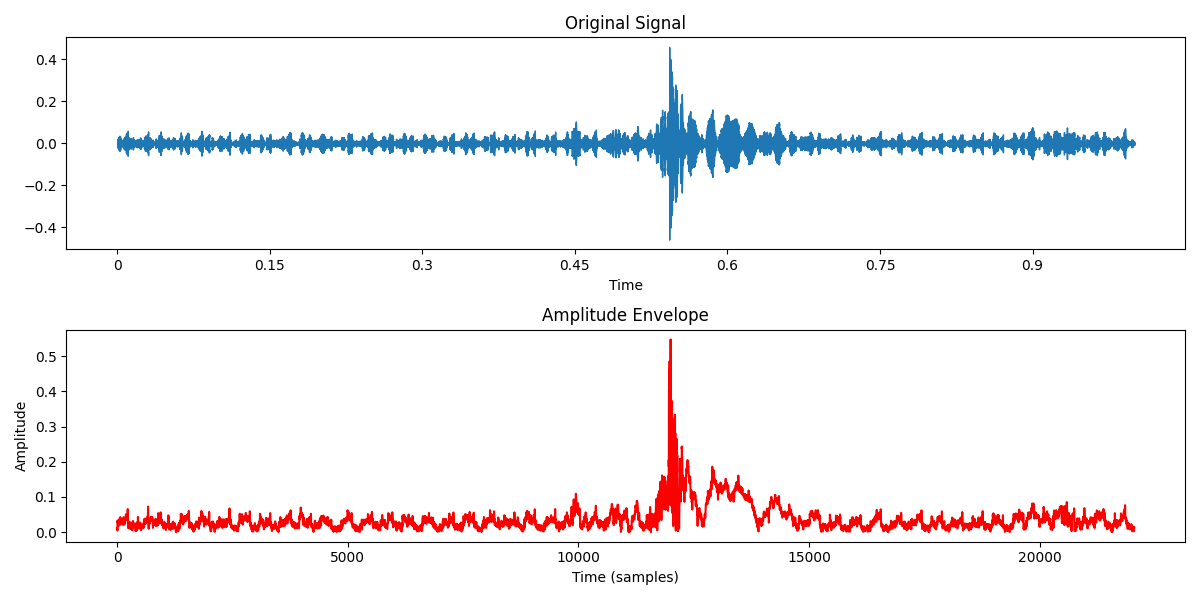 Original Signal
0.4
0.2
0.0
−0.2
−0.4
0 0.15 0.3 0.45 0.6 0.75 0.9
Time
Amplitude Envelope
Amplitude
0.5
0.4
0.3
0.2
0.1
0.0
0 5000 10000 15000 20000
Time (samples)